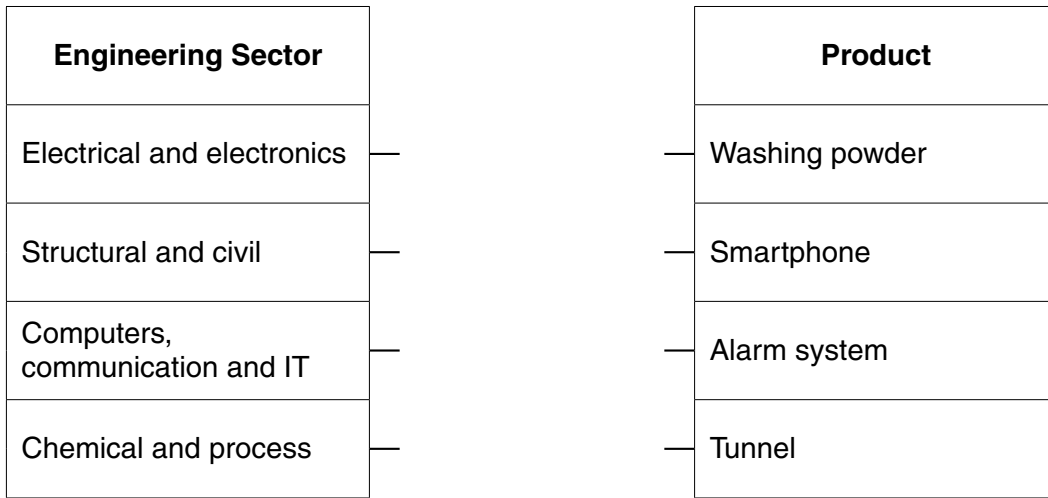 Engineering Sector
Product
Electrical and electronics
Washing powder
Structural and civil
Smartphone
Computers,
communication and IT
Alarm system
Chemical and process
Tunnel